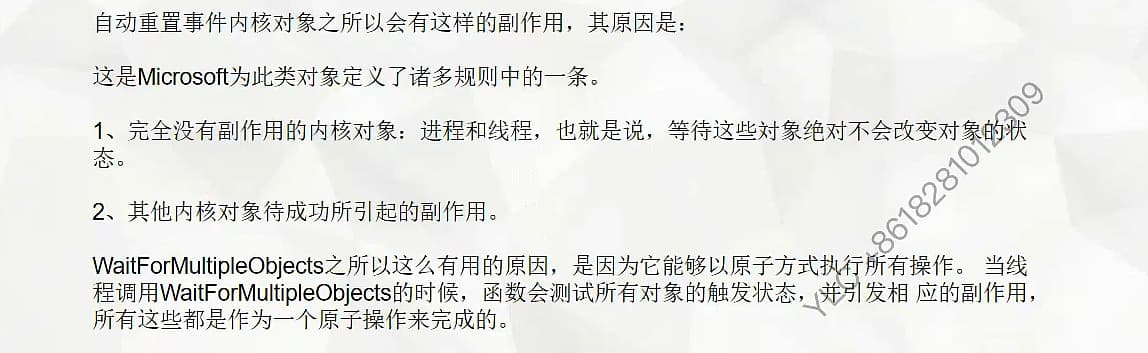 自动重置事件内核对象之所以会有这样的副作用，其原因是：
这是Microsoft为此类对象定义了诸多规则中的一条。
1、完全没有副作用的内核对象：进程和线程，也就是说，等待这些对象绝对不会改变对象的状
态。
2、其他内核对象待成功所引起的副作用。
WaitForMultipleObjects之所以这么有用的原因，是因为它能够以原子方式执行所有操作。 当线
程调用WaitForMultipleObjects的时候，函数会测试所有对象的触发状态，并引发相 应的副作用，
所有这些都是作为一个原子操作来完成的。